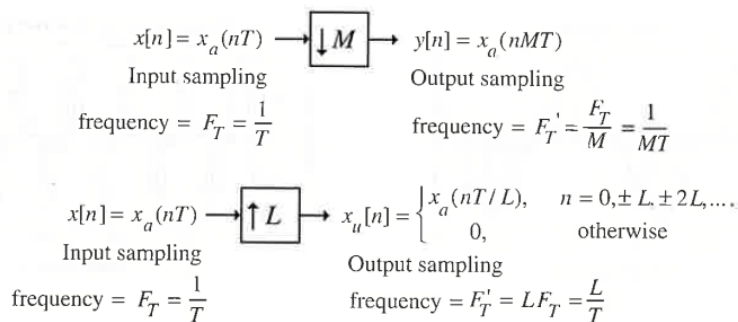 x[n] = x_a(nT) → ↓M → y[n] = x_a(nMT)
Input sampling Output sampling
frequency = F_T = 1/T frequency = F_T' = F_T/M = 1/MT
x[n] = x_a(nT) → ↑L → x_u[n] = { x_a(nT/L), n = 0,± L, ± 2L,....
0, otherwise
Input sampling Output sampling
frequency = F_T = 1/T frequency = F_T' = LF_T = L/T